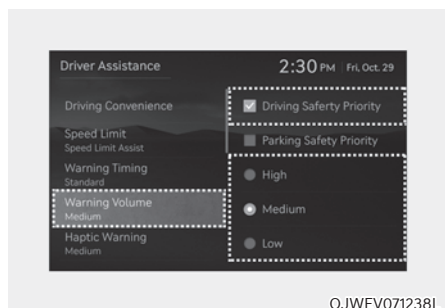 Driver Assistance
2:30 PM Fri, Oct. 29
Driving Convenience
Speed Limit
Speed Limit Assist
Warning Timing
Standard
Warning Volume
Medium
Haptic Warning
Medium
Driving Saferty Priority
Parking Safety Priority
High
Medium
Low
OJWEV071238L